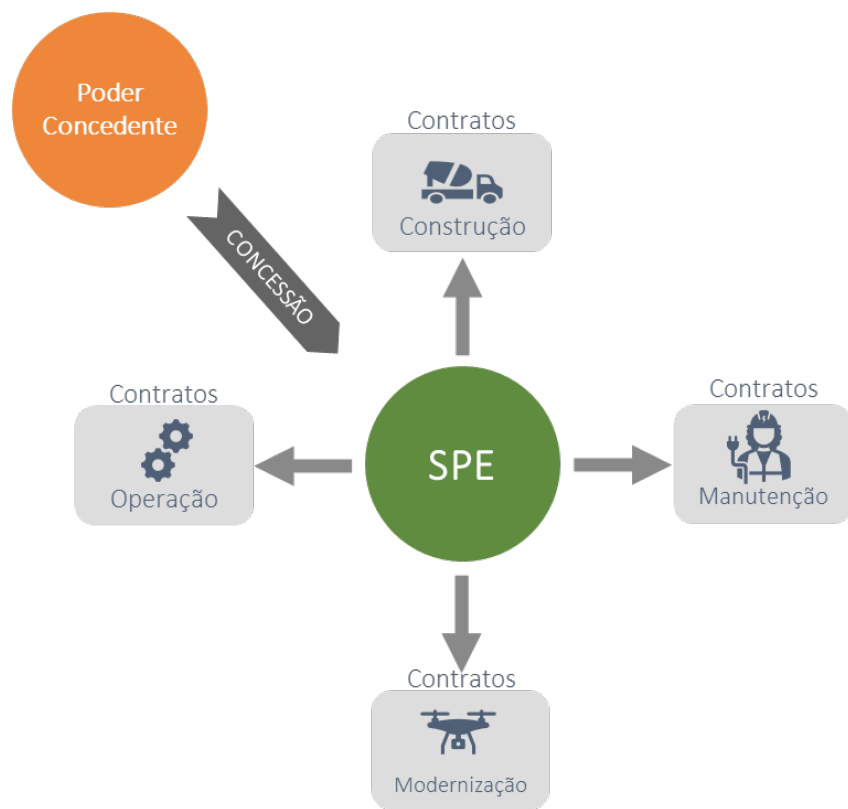 Poder
Concedente
Contratos
Construção
CONCESSÃO
Contratos
Operação
SPE
Contratos
Manutenção
Contratos
Modernização